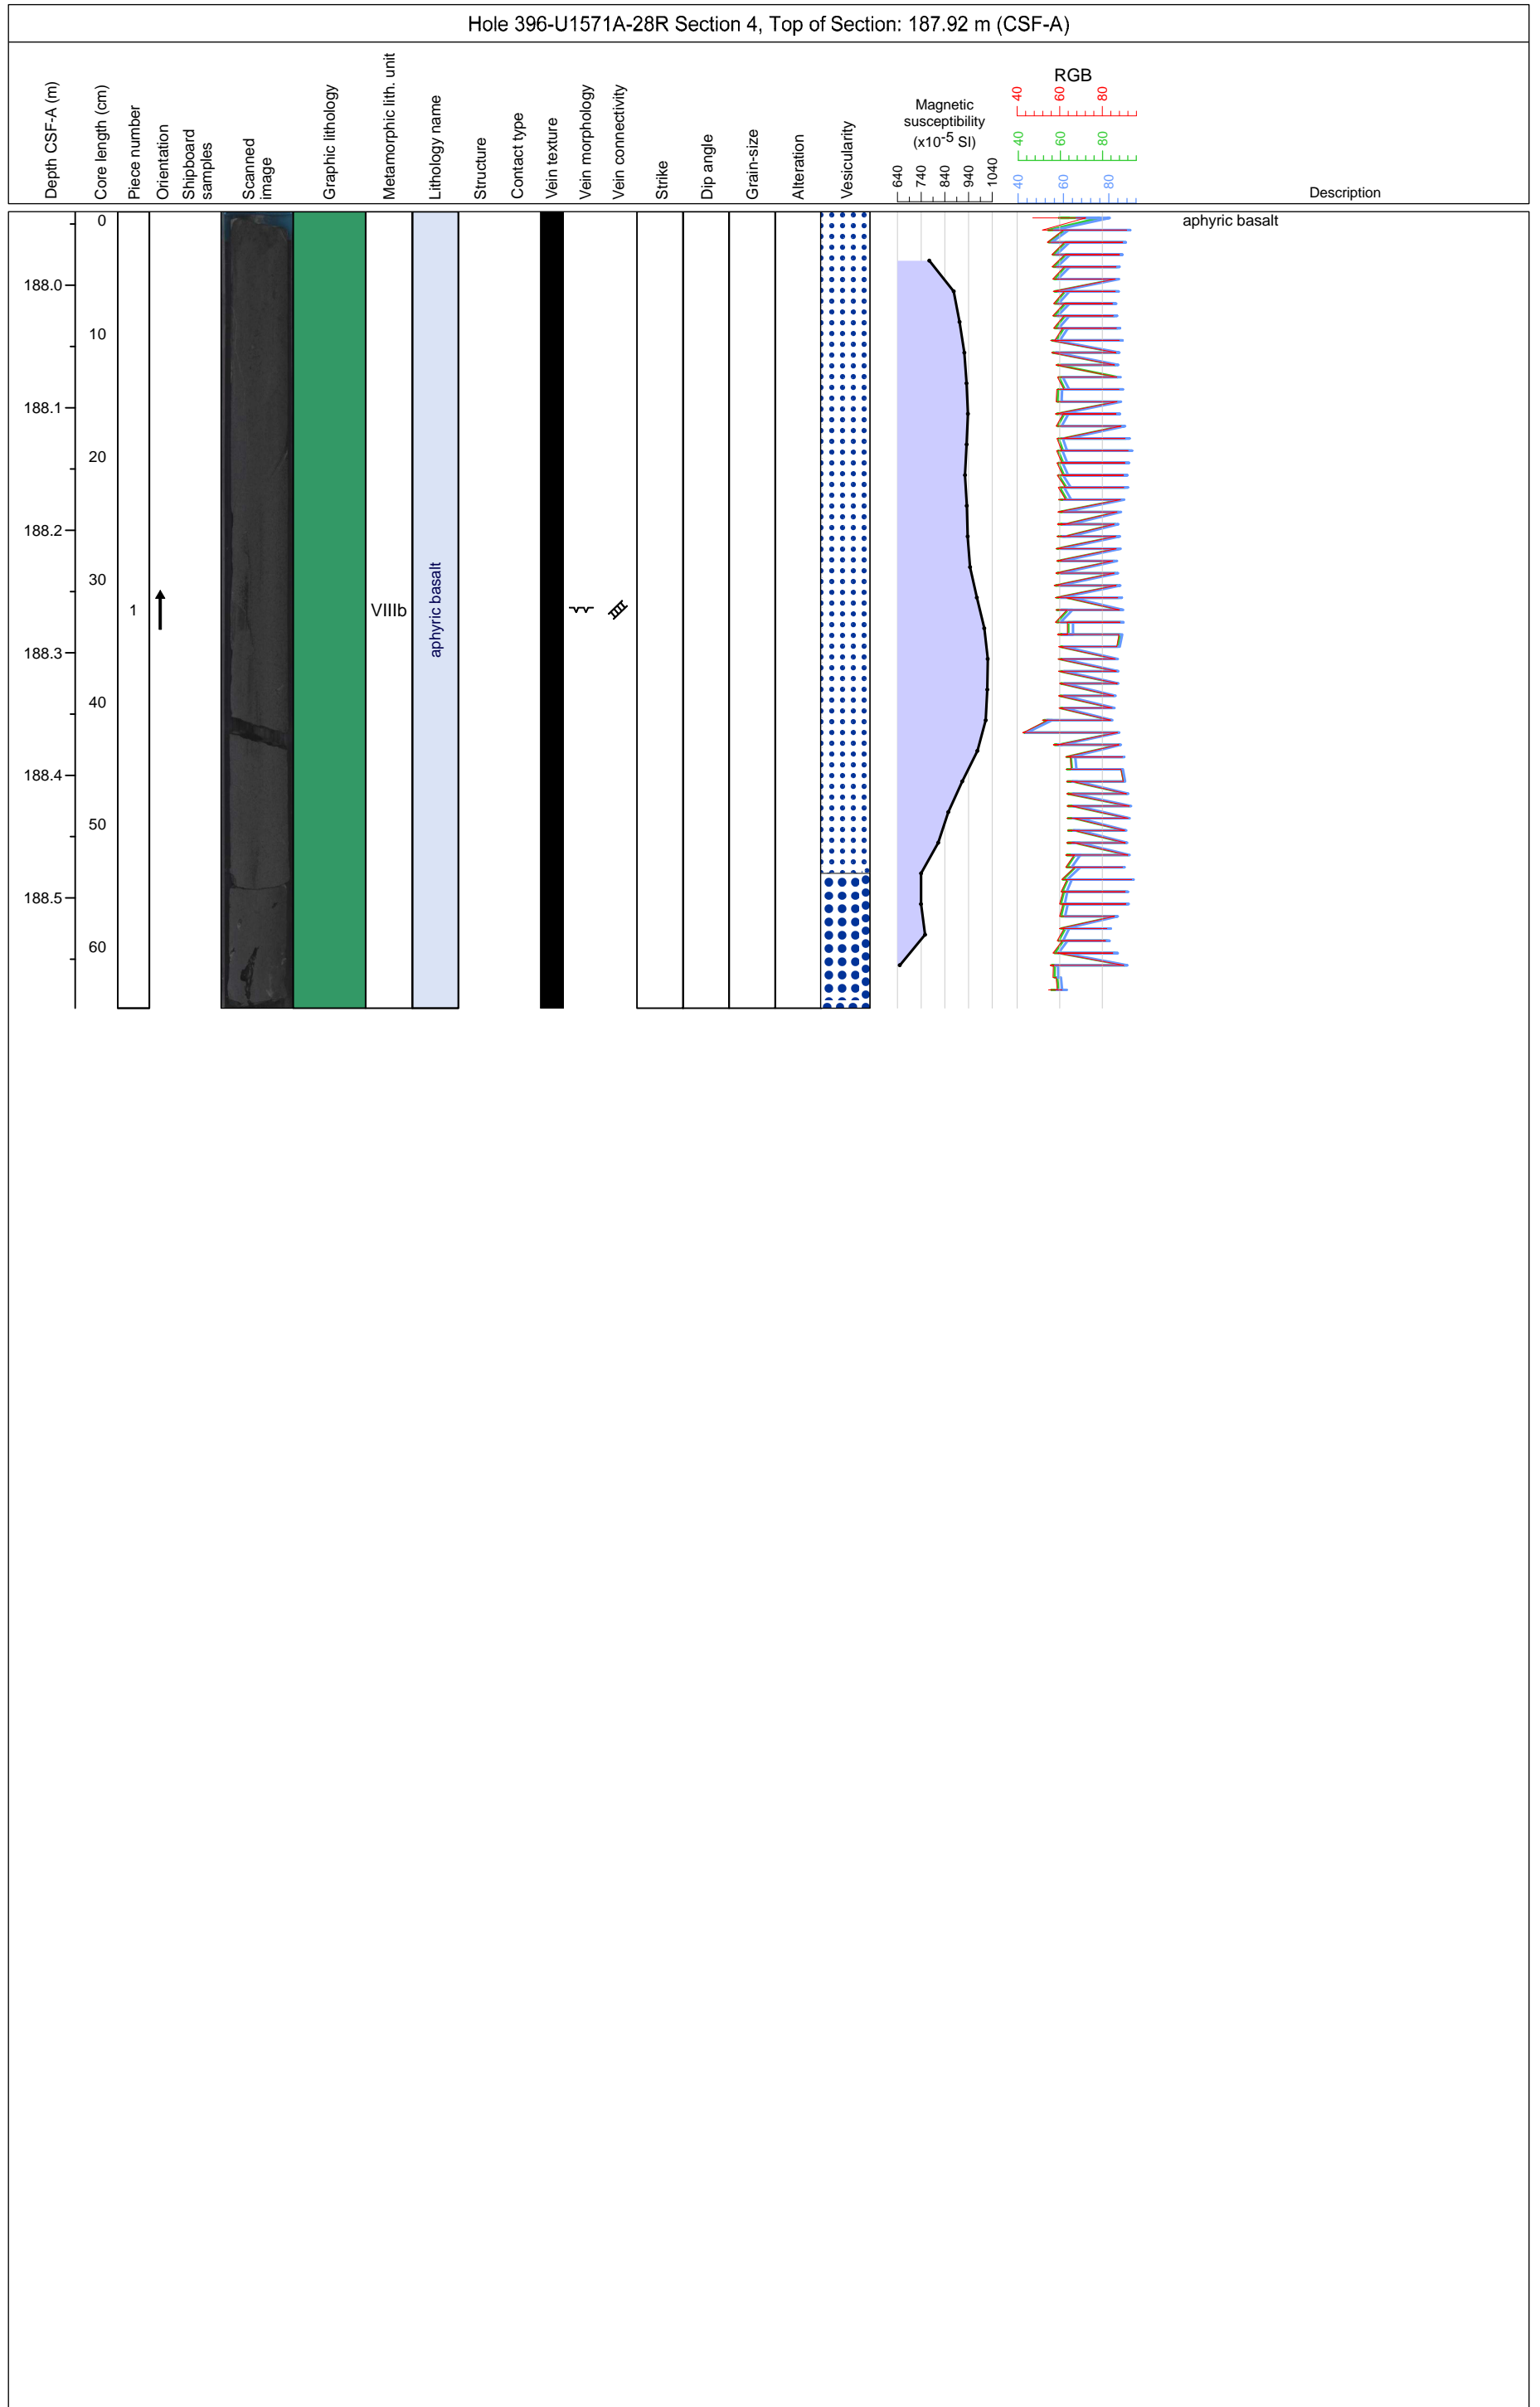 Hole 396-U1571A-28R Section 4, Top of Section: 187.92 m (CSF-A)
Depth CSF-A (m)
Core length (cm)
Piece number
Orientation
Shipboard
samples
Scanned
image
Graphic lithology
Metamorphic lith. unit
Lithology name
Structure
Contact type
Vein texture
Vein morphology
Vein connectivity
Strike
Dip angle
Grain-size
Alteration
Vesicularity
Magnetic
susceptibility
(x10-5 SI)
640 740 840 940 1040
RGB
40 60 80
40 60 80
40 60 80
Description
0
aphyric basalt
188.0
10
188.1
20
188.2
30
1
VIIIb
aphyric basalt
188.3
40
188.4
50
188.5
60